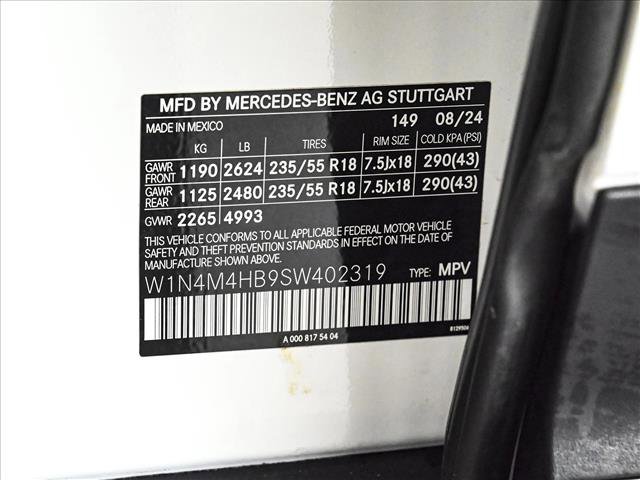 MFD BY MERCEDES-BENZ AG STUTTGART
MADE IN MEXICO 149 08/24
KG LB TIRES RIM SIZE COLD KPA(PSI)
GAWR FRONT 1190 2624 235/55 R18 7.5Jx18 290(43)
GAWR REAR 1125 2480 235/55 R18 7.5Jx18 290(43)
GVWR 2265 4993
THIS VEHICLE CONFORMS TO ALL APPLICABLE FEDERAL MOTOR VEHICLE
SAFETY AND THEFT PREVENTION STANDARDS IN EFFECT ON THE DATE
OF MANUFACTURE SHOWN ABOVE.
W1N4M4HB9SW402319 TYPE: MPV
A 000 817 54 04 8129506